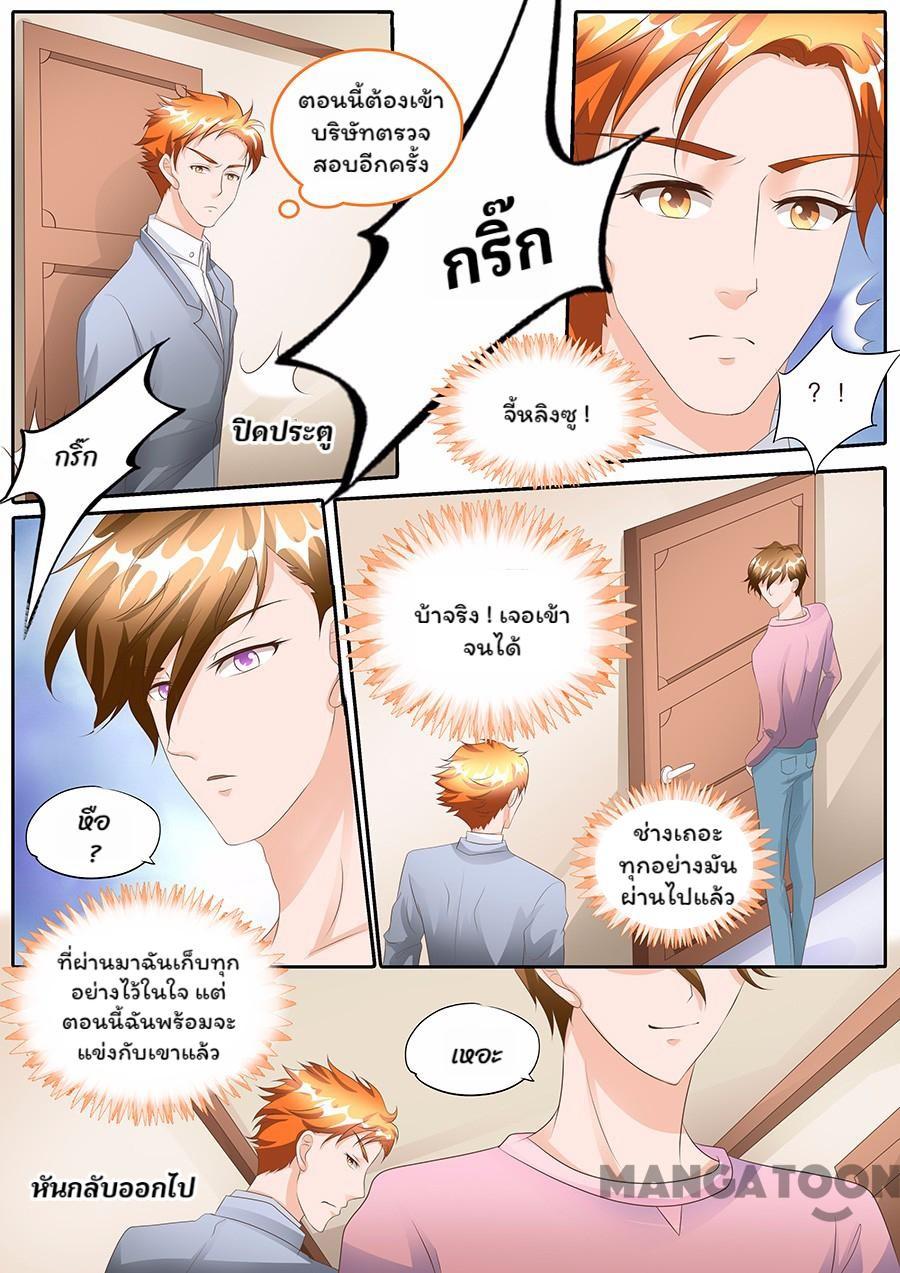 ตอนนี้ต้องเข้า
บริษัทตรวจ
สอบอีกครั้ง
กริ๊ก
ปิดประตู
กริ๊ก
จี้หลิงซู !
? !
บ้าจริง ! เจอเข้า
จนได้
หือ
?
ช่างเถอะ
ทุกอย่างมัน
ผ่านไปแล้ว
ที่ผ่านมาฉันเก็บทุก
อย่างไว้ในใจ แต่
ตอนนี้ฉันพร้อมจะ
แข่งกับเขาแล้ว
เหอะ
หันกลับออกไป
MANGATOON